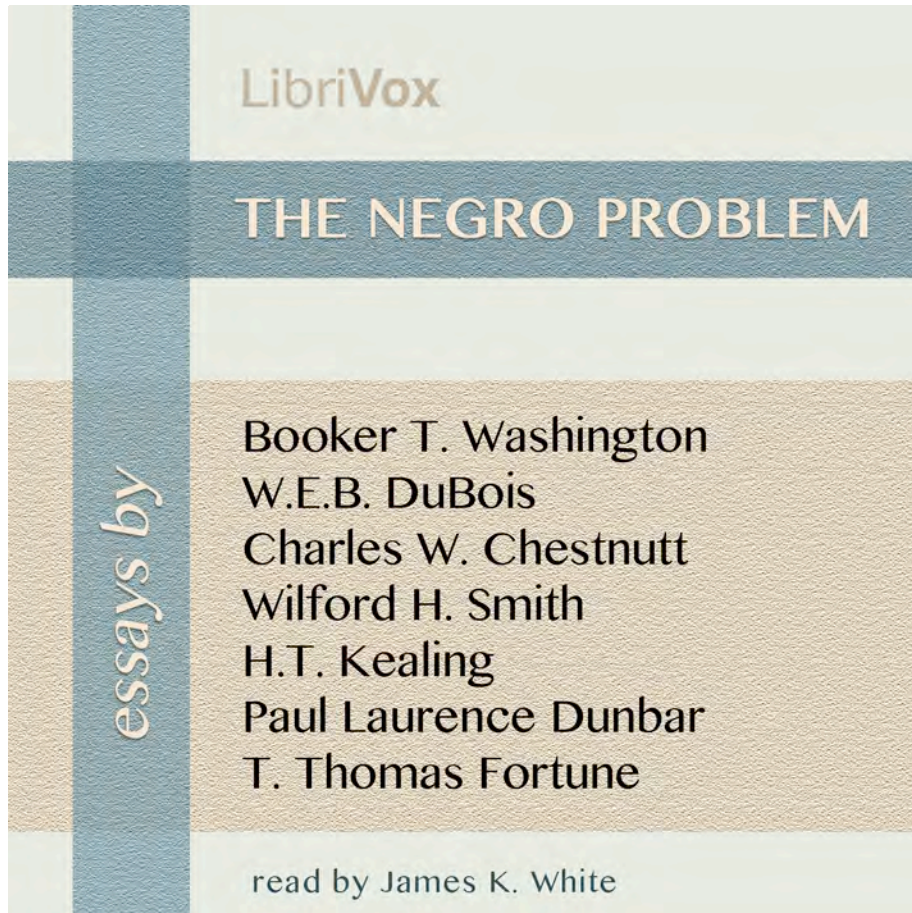 LibriVox
THE NEGRO PROBLEM
essays by
Booker T. Washington
W.E.B. DuBois
Charles W. Chestnutt
Wilford H. Smith
H.T. Kealing
Paul Laurence Dunbar
T. Thomas Fortune
read by James K. White